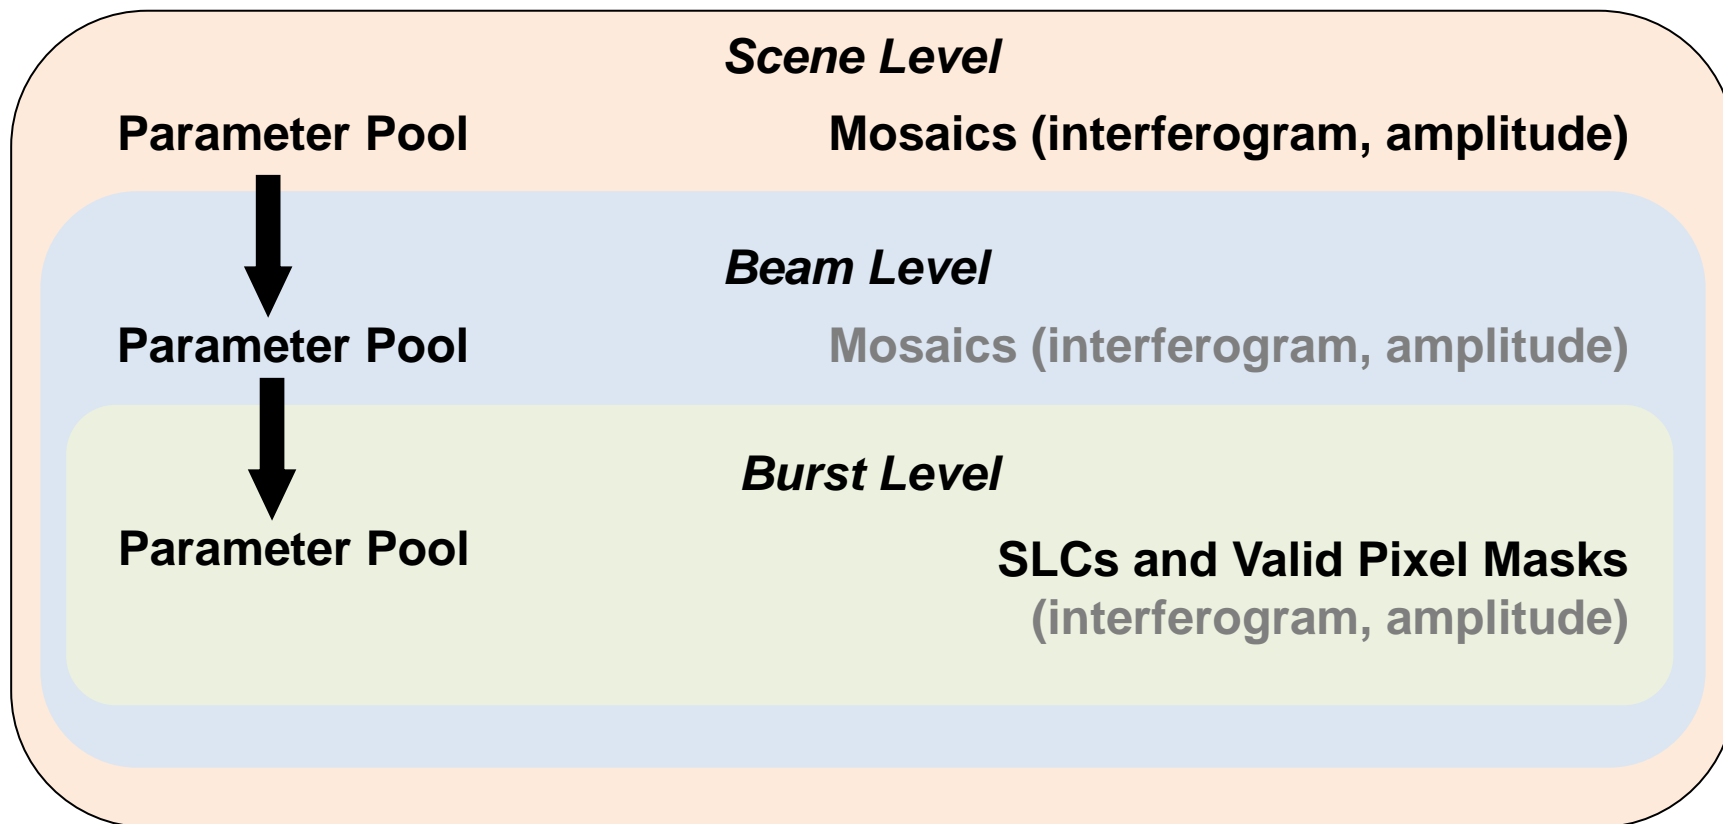 Scene Level
Parameter Pool
Mosaics (interferogram, amplitude)
Beam Level
Parameter Pool
Mosaics (interferogram, amplitude)
Burst Level
Parameter Pool
SLCs and Valid Pixel Masks
(interferogram, amplitude)